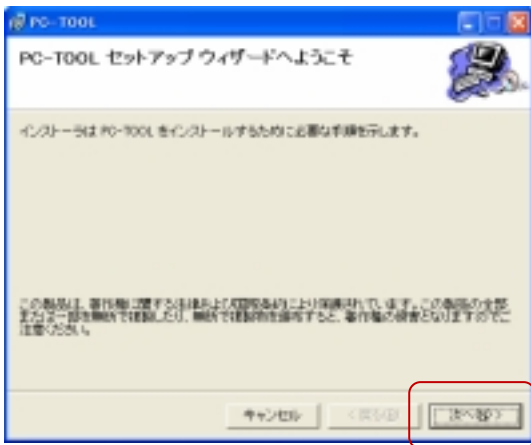 PC-TOOL
PC-TOOL セットアップ ウィザードへようこそ
インストーラは PC-TOOL をインストールするために必要な手順を示します。
この製品は、著作権に関する法律および国際条約により保護されています。この製品の全部
または一部を無断で複製したり、無断で複製物を頒布すると、著作権の侵害となりますのでご
注意ください。
キャンセル
< 戻る(B)
次へ(N) >